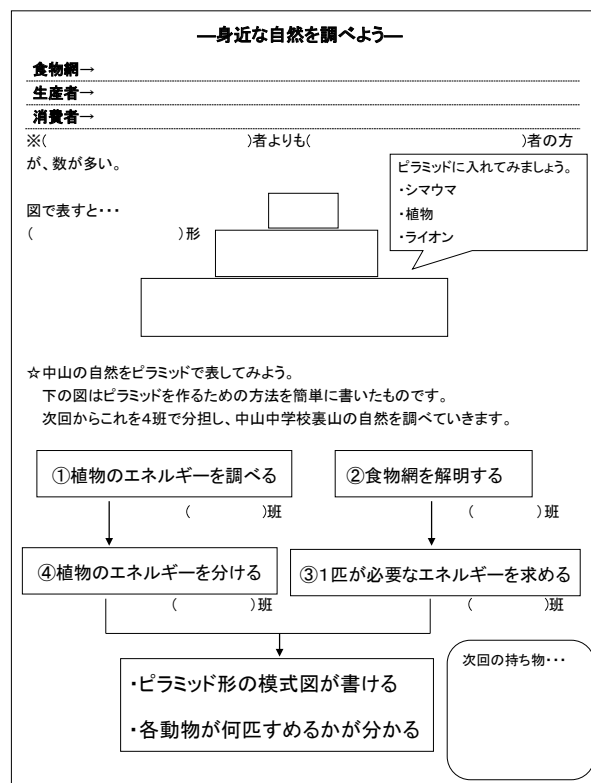 ―身近な自然を調べよう―
食物網→
生産者→
消費者→
※(　　　　　　　　　)者よりも(　　　　　　　　　)者の方
が、数が多い。
ピラミッドに入れてみましょう。
・シマウマ
・植物
・ライオン
図で表すと・・・
(　　　　　　　)形
☆中山の自然をピラミッドで表してみよう。
下の図はピラミッドを作るための方法を簡単に書いたものです。
次回からこれを4班で分担し、中山中学校裏山の自然を調べていきます。
①植物のエネルギーを調べる
②食物網を解明する
(　　　　)班
(　　　　)班
④植物のエネルギーを分ける
③1匹が必要なエネルギーを求める
(　　　　)班
(　　　　)班
・ピラミッド形の模式図が書ける
・各動物が何匹すめるかが分かる
次回の持ち物・・・